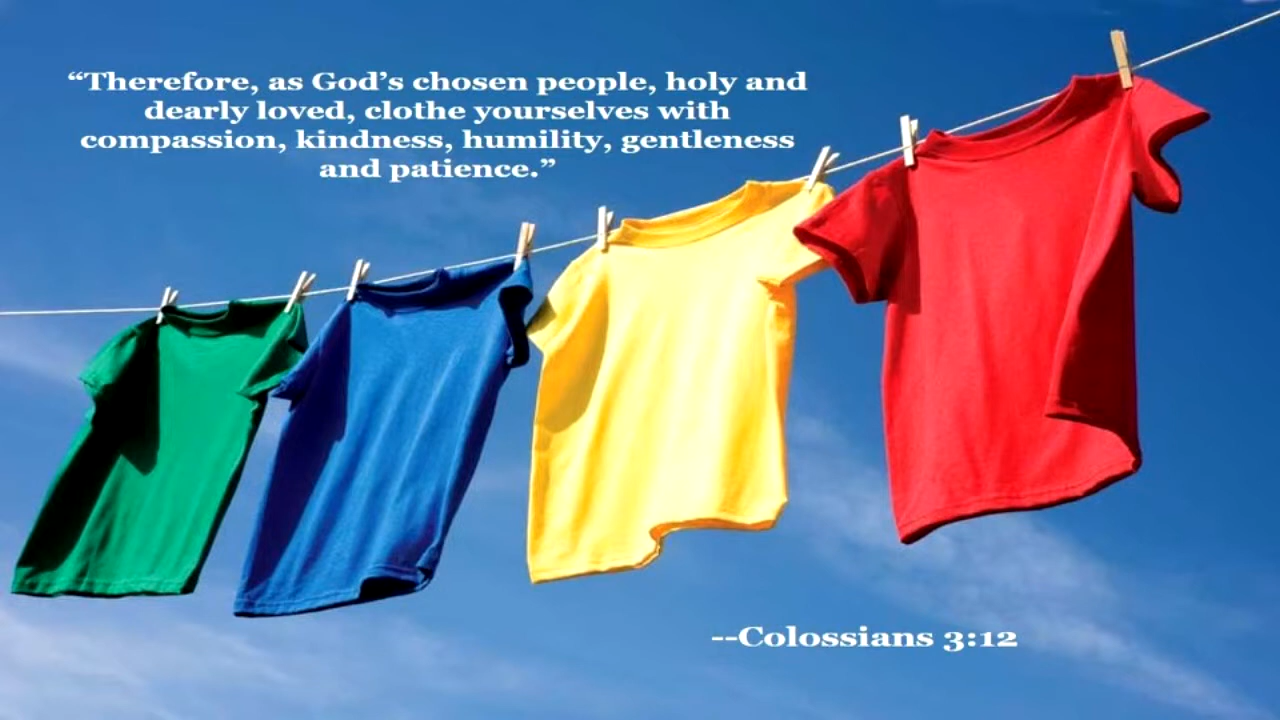 “Therefore, as God’s chosen people, holy and
dearly loved, clothe yourselves with
compassion, kindness, humility, gentleness
and patience.”
--Colossians 3:12